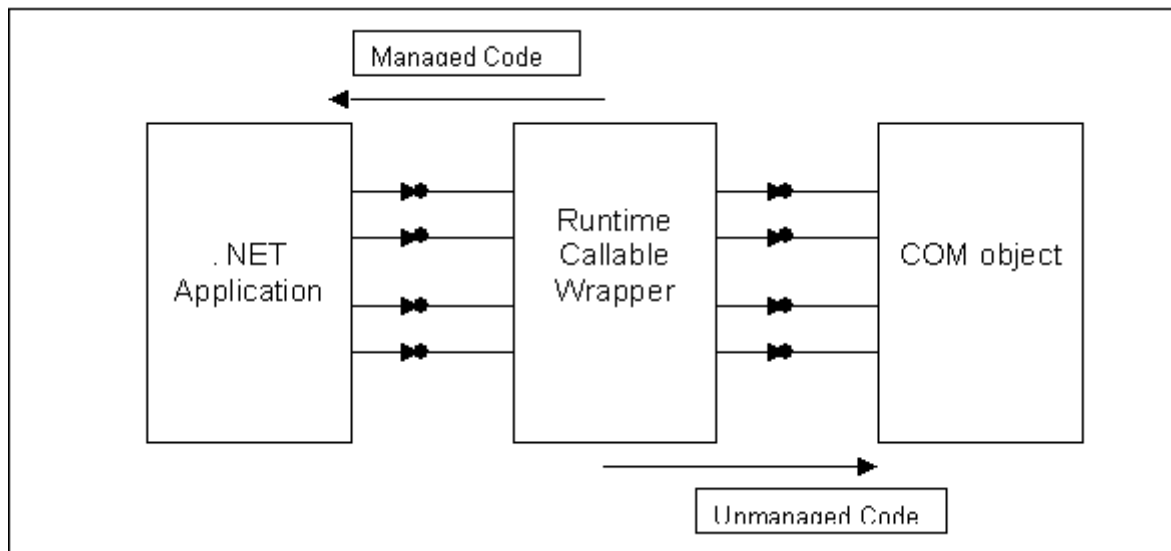 Managed Code
.NET
Application
Runtime
Callable
Wrapper
COM object
Unmanaged Code